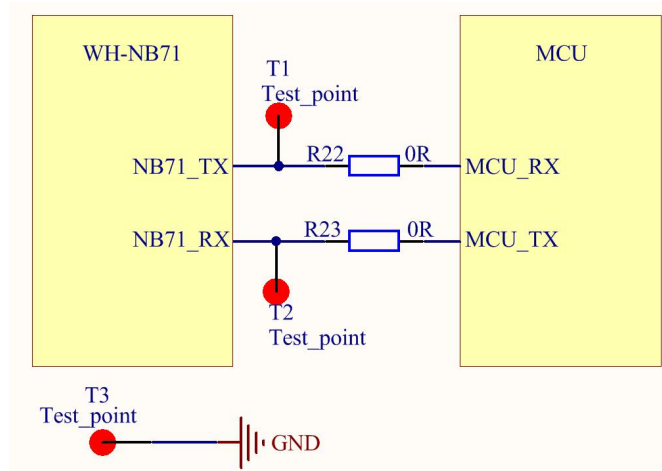 WH-NB71
MCU
T1
Test_point
NB71_TX
R22
0R
MCU_RX
NB71_RX
R23
0R
MCU_TX
T2
Test_point
T3
Test_point
GND